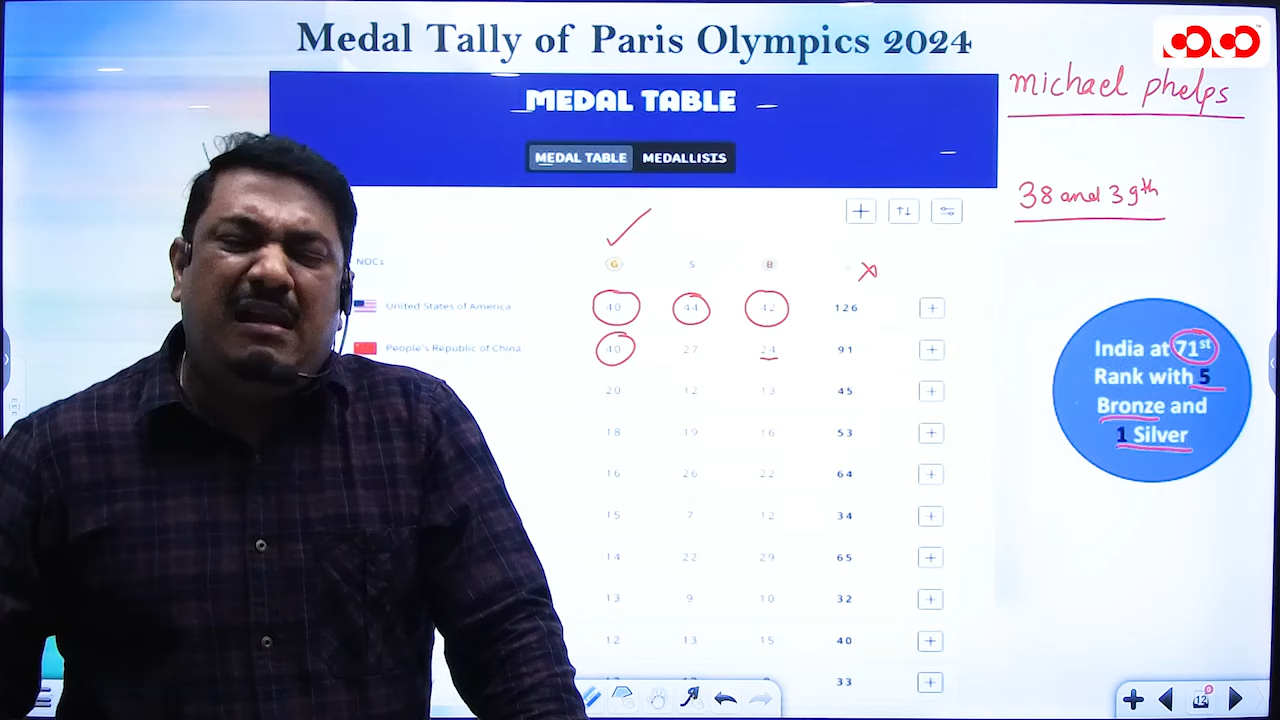 Medal Tally of Paris Olympics 2024
michael phelps
MEDAL TABLE
MEDAL TABLE MEDALLISTS
38 and 39th
NOCs G S B
United States of America 40 44 42 126
People's Republic of China 40 27 24 91
20 12 13 45
18 19 16 53
16 26 22 64
15 7 12 34
14 22 29 65
13 9 10 32
12 13 15 40
33
India at 71st
Rank with 5
Bronze and
1 Silver
12